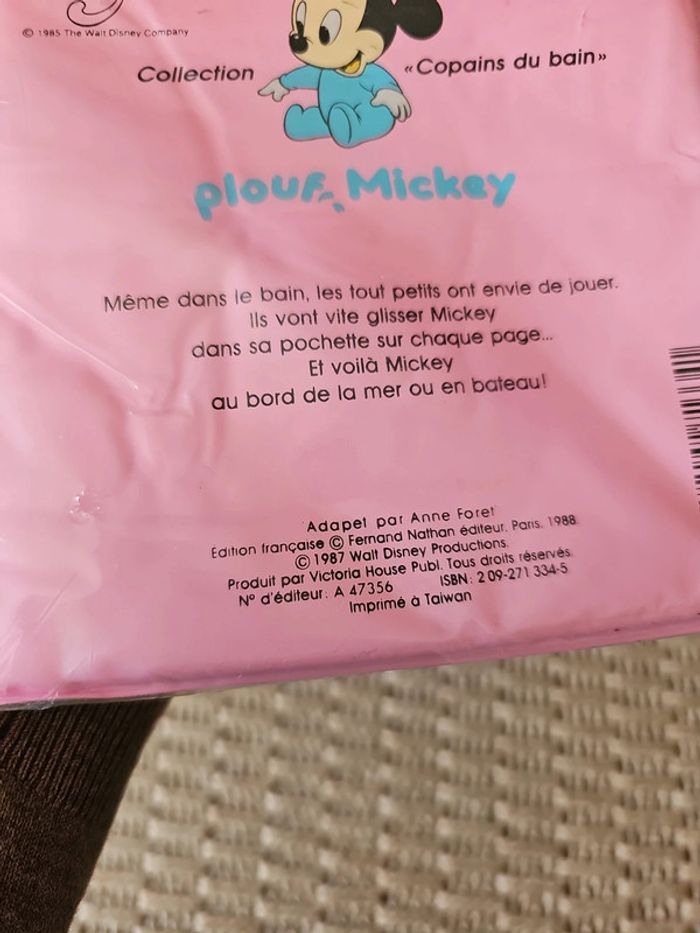 © 1985 The Walt Disney Company
Collection «Copains du bain»
plouf, Mickey
Même dans le bain, les tout petits ont envie de jouer.
Ils vont vite glisser Mickey
dans sa pochette sur chaque page...
Et voilà Mickey
au bord de la mer ou en bateau!
Adapet par Anne Foret
Édition française © Fernand Nathan éditeur. Paris. 1988
© 1987 Walt Disney Productions.
Produit par Victoria House Publ. Tous droits réservés.
N° d'éditeur: A 47356 ISBN: 2 09-271 334-5
Imprimé à Taiwan